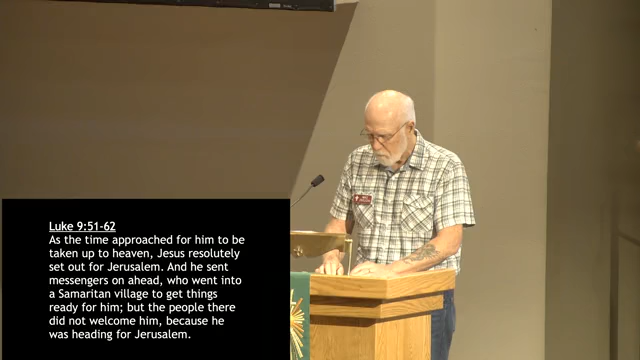 Luke 9:51-62
As the time approached for him to be
taken up to heaven, Jesus resolutely
set out for Jerusalem. And he sent
messengers on ahead, who went into
a Samaritan village to get things
ready for him; but the people there
did not welcome him, because he
was heading for Jerusalem.